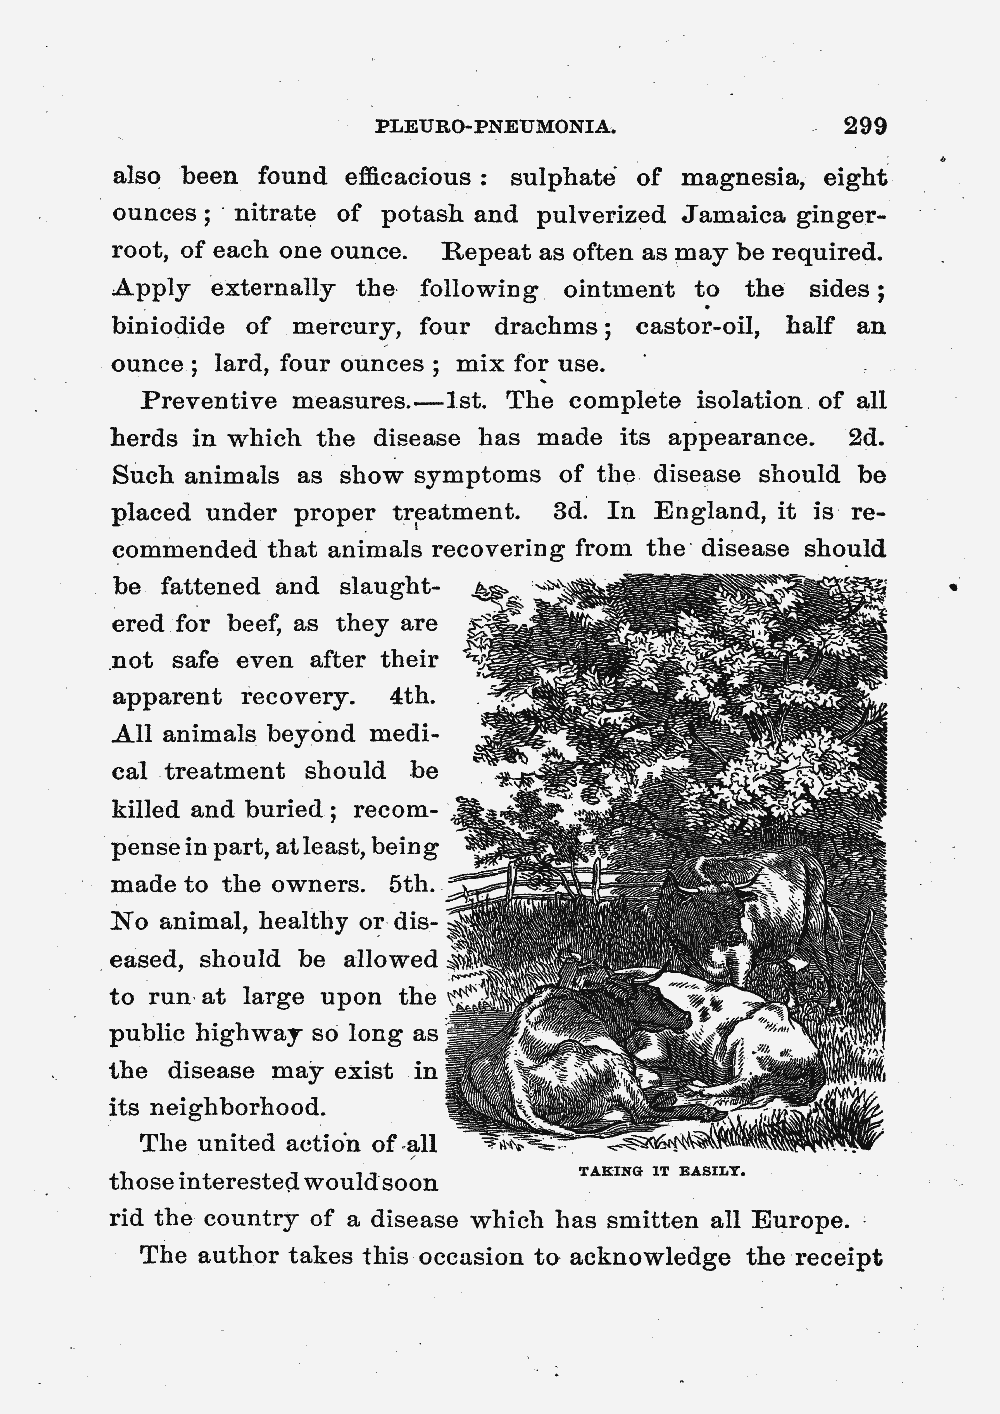 PLEURO-PNEUMONIA. 299
also been found efficacious : sulphate of magnesia, eight
ounces ; nitrate of potash and pulverized Jamaica ginger-
root, of each one ounce. Repeat as often as may be required.
Apply externally the following ointment to the sides ;
biniodide of mercury, four drachms ; castor-oil, half an
ounce ; lard, four ounces ; mix for use.
Preventive measures.—1st. The complete isolation of all
herds in which the disease has made its appearance. 2d.
Such animals as show symptoms of the disease should be
placed under proper treatment. 3d. In England, it is re-
commended that animals recovering from the disease should
be fattened and slaught-
ered for beef, as they are
not safe even after their
apparent recovery. 4th.
All animals beyond medi-
cal treatment should be
killed and buried ; recom-
pense in part, at least, being
made to the owners. 5th.
No animal, healthy or dis-
eased, should be allowed
to run at large upon the
public highway so long as
the disease may exist in
its neighborhood.
The united action of all
those interested would soon
TAKING IT EASILY.
rid the country of a disease which has smitten all Europe.
The author takes this occasion to acknowledge the receipt